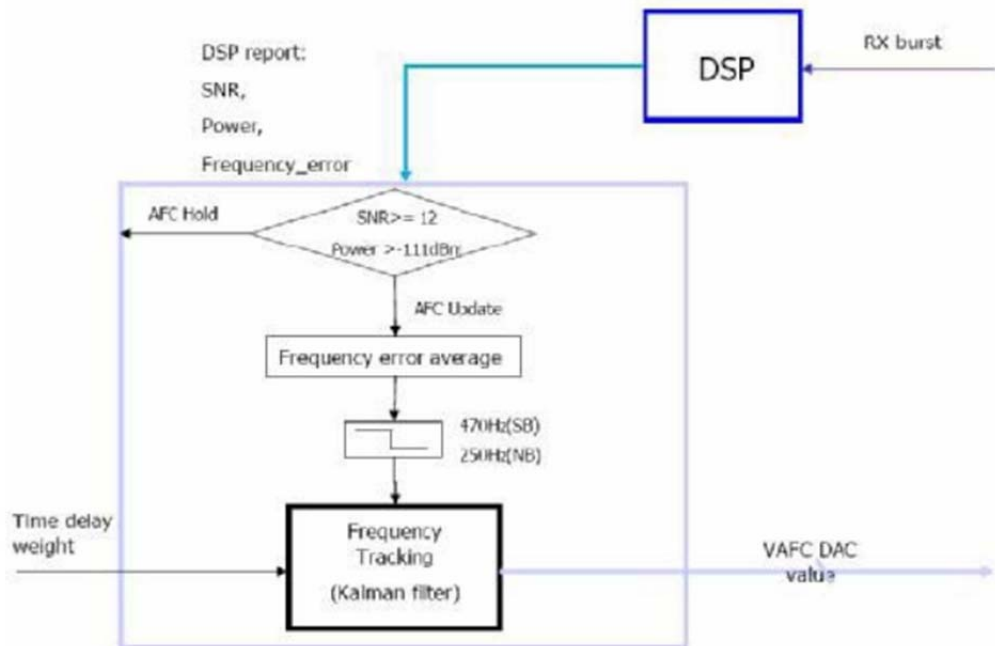 DSP report:
SNR,
Power,
Frequency_error
DSP
RX burst
AFC Hold
SNR>= 12
Power >-111dBm
AFC Update
Frequency error average
470Hz(SB)
250Hz(NB)
Time delay
weight
Frequency
Tracking
(Kalman filter)
VAFC DAC
value